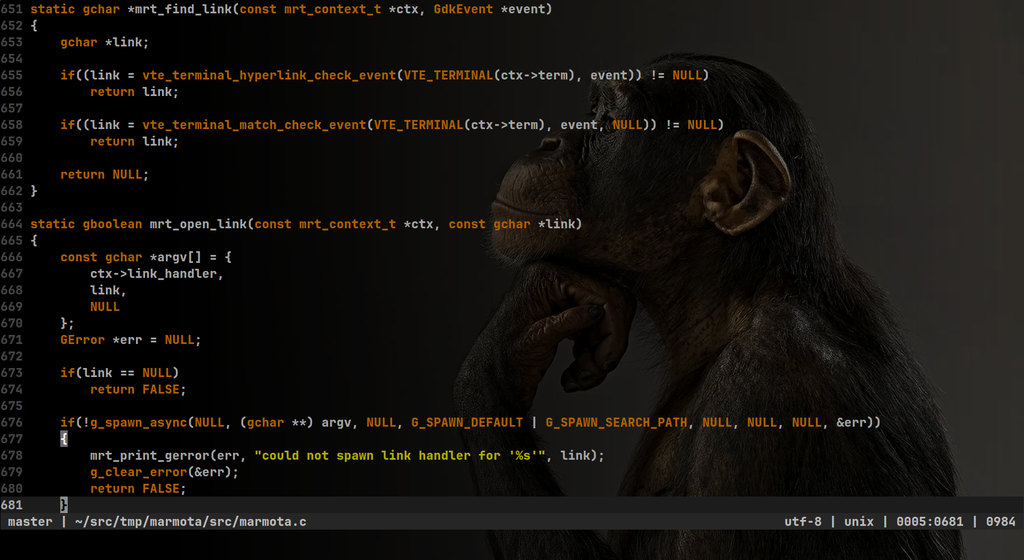 651 static gchar *mrt_find_link(const mrt_context_t *ctx, GdkEvent *event)
652 {
653     gchar *link;
654
655     if((link = vte_terminal_hyperlink_check_event(VTE_TERMINAL(ctx->term), event)) != NULL)
656         return link;
657
658     if((link = vte_terminal_match_check_event(VTE_TERMINAL(ctx->term), event, NULL)) != NULL)
659         return link;
660
661     return NULL;
662 }
663
664 static gboolean mrt_open_link(const mrt_context_t *ctx, const gchar *link)
665 {
666     const gchar *argv[] = {
667         ctx->link_handler,
668         link,
669         NULL
670     };
671     GError *err = NULL;
672
673     if(link == NULL)
674         return FALSE;
675
676     if(!g_spawn_async(NULL, (gchar **) argv, NULL, G_SPAWN_DEFAULT | G_SPAWN_SEARCH_PATH, NULL, NULL, NULL, &err))
677     {
678         mrt_print_gerror(err, "could not spawn link handler for '%s'", link);
679         g_clear_error(&err);
680         return FALSE;
681     }
master | ~/src/tmp/marmota/src/marmota.c utf-8 | unix | 0005:0681 | 0984